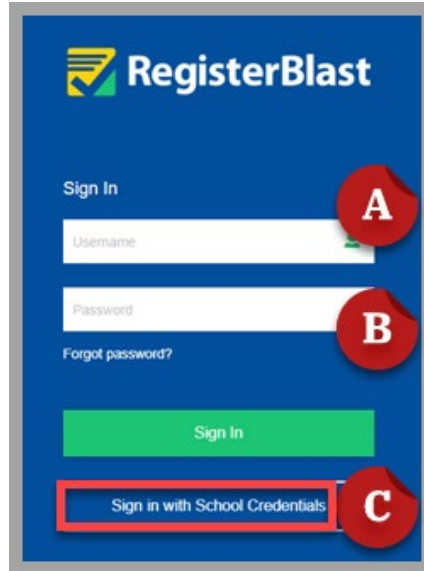 RegisterBlast
Sign In
A
Username
Password
B
Forgot password?
Sign In
Sign in with School Credentials
C